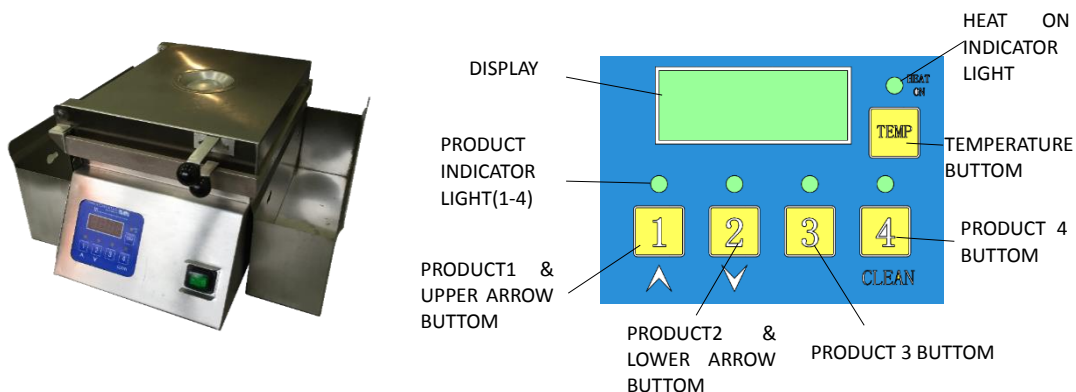 HEAT ON
INDICATOR
LIGHT
DISPLAY
HEAT
ON
TEMP
PRODUCT
INDICATOR
LIGHT(1-4)
TEMPERATURE
BUTTOM
1
2
3
4
CLEAN
PRODUCT 4
BUTTOM
PRODUCT1 &
UPPER ARROW
BUTTOM
PRODUCT2 &
LOWER ARROW
BUTTOM
PRODUCT 3 BUTTOM